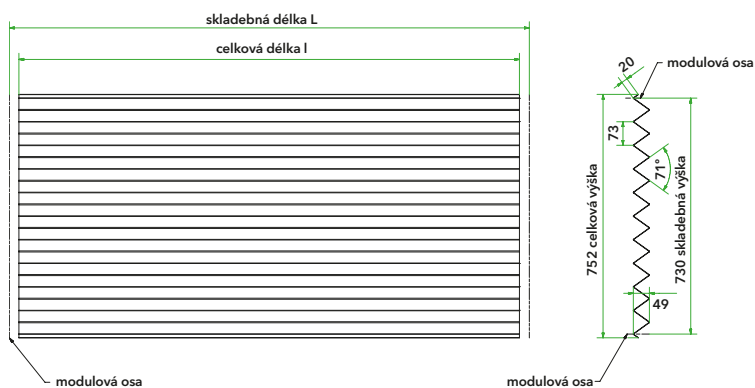 skladebná délka L
celková délka l
modulová osa
20
modulová osa
73
71°
752 celková výška
730 skladebná výška
49
modulová osa